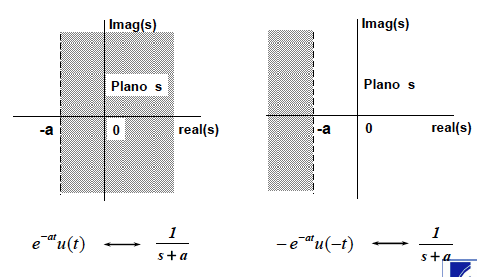 Imag(s)
Plano s
-a 0 real(s)
e^{-at}u(t) ⟷ 1/(s+a)
Imag(s)
Plano s
-a 0 real(s)
-e^{-at}u(-t) ⟷ 1/(s+a)